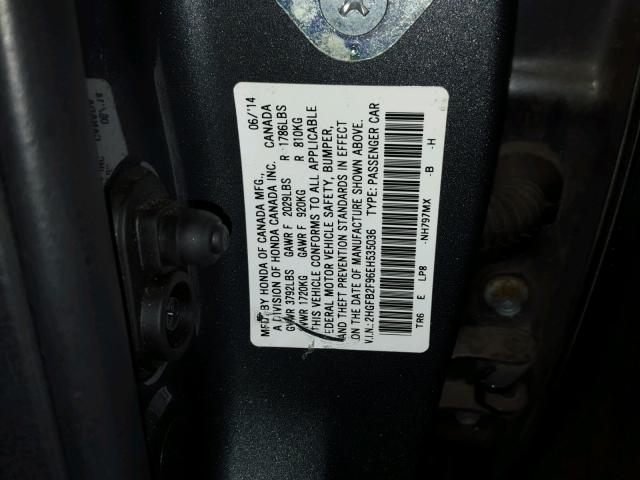 MFD. BY HONDA OF CANADA MFG., 06/'14
A DIVISION OF HONDA CANADA INC. CANADA
GVWR 3792LBS GAWR F 2029LBS R 1786LBS
GVWR 1720KG GAWR F 920KG R 810KG
THIS VEHICLE CONFORMS TO ALL APPLICABLE
FEDERAL MOTOR VEHICLE SAFETY, BUMPER,
AND THEFT PREVENTION STANDARDS IN EFFECT
ON THE DATE OF MANUFACTURE SHOWN ABOVE.
V.I.N.: 2HGFB2F96EH535036 TYPE: PASSENGER CAR
TR6 E LP8 -NH797MX -B -H
CANADA